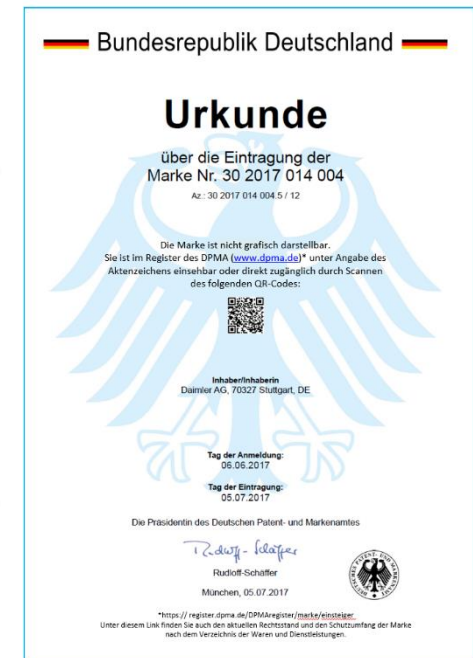 Bundesrepublik Deutschland
Urkunde
über die Eintragung der
Marke Nr. 30 2017 014 004
Az.: 30 2017 014 004.5 / 12
Die Marke ist nicht grafisch darstellbar.
Sie ist im Register des DPMA (www.dpma.de)* unter Angabe des
Aktenzeichens einsehbar oder direkt zugänglich durch Scannen
des folgenden QR-Codes:
Inhaber/Inhaberin
Daimler AG, 70327 Stuttgart, DE
Tag der Anmeldung:
06.06.2017
Tag der Eintragung:
05.07.2017
Die Präsidentin des Deutschen Patent- und Markenamtes
Rudloff-Schäffer
Rudloff-Schäffer
München, 05.07.2017
*https:// register.dpma.de/DPMAregister/marke/einsteiger
Unter diesem Link finden Sie auch den aktuellen Rechtsstand und den Schutzumfang der Marke
nach dem Verzeichnis der Waren und Dienstleistungen.